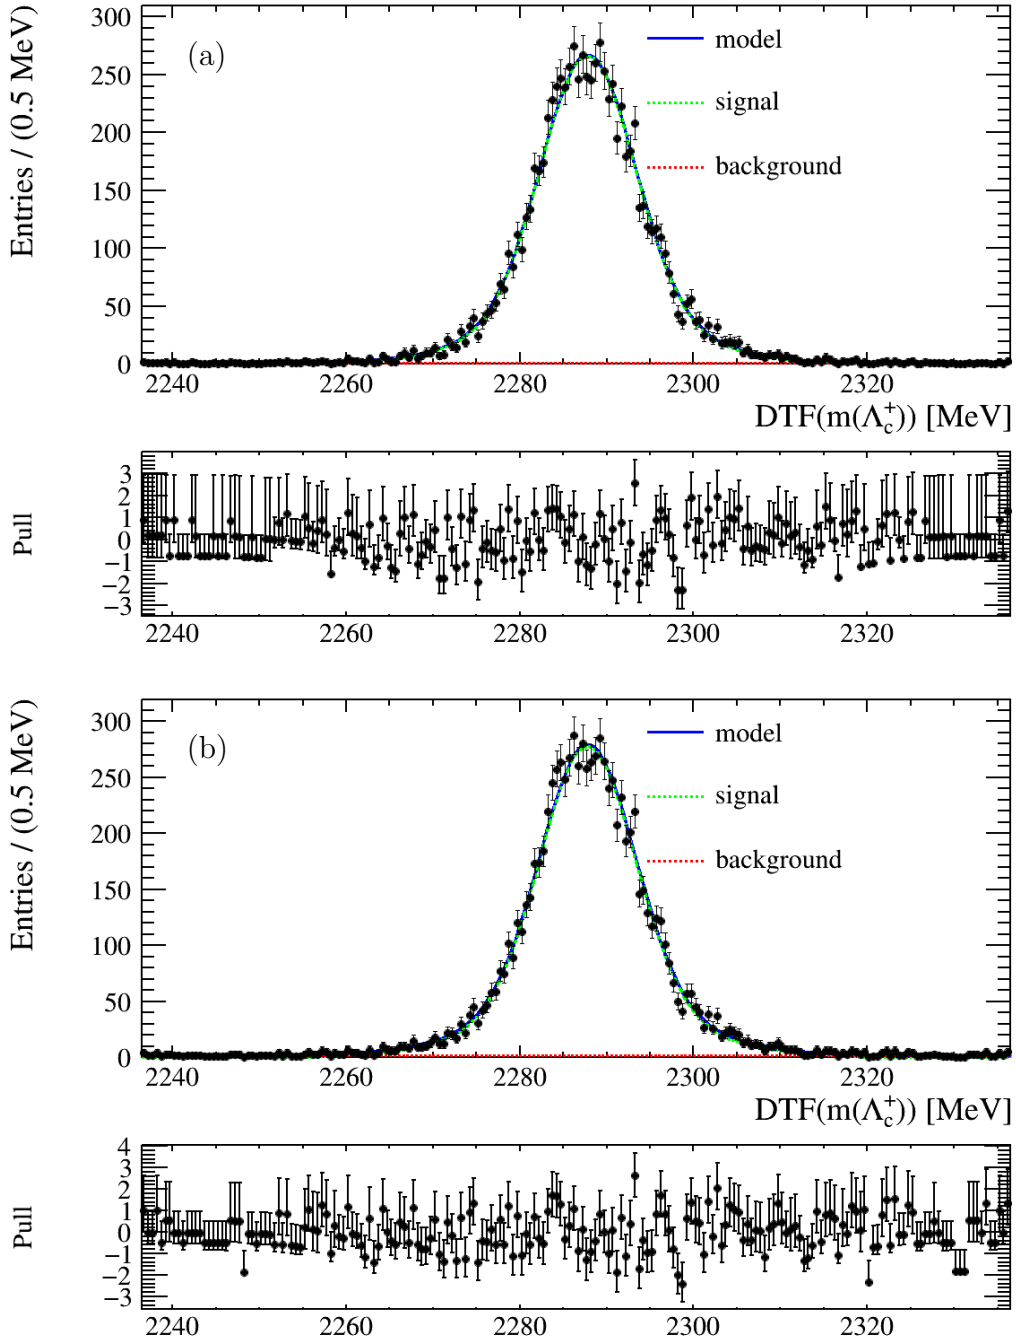 300
250
200
150
100
50
0
Entries / (0.5 MeV)
(a)
model
signal
background
2240 2260 2280 2300 2320
DTF(m(Λc+)) [MeV]
3
2
1
0
−1
−2
−3
Pull
2240 2260 2280 2300 2320
300
250
200
150
100
50
0
Entries / (0.5 MeV)
(b)
model
signal
background
2240 2260 2280 2300 2320
DTF(m(Λc+)) [MeV]
4
3
2
1
0
−1
−2
−3
Pull
2240 2260 2280 2300 2320